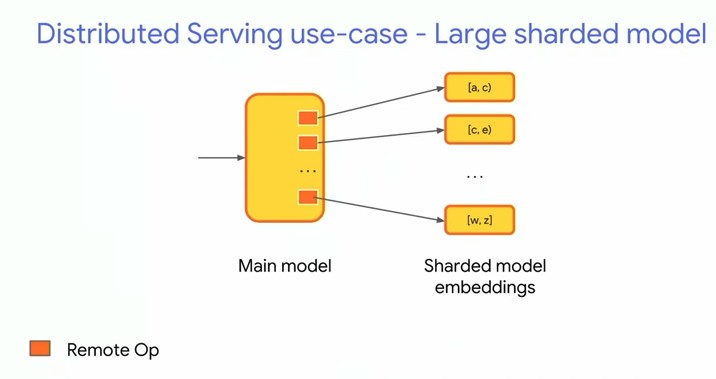 Distributed Serving use-case - Large sharded model
[a, c)
[c, e)
...
...
[w, z]
Main model
Sharded model
embeddings
Remote Op